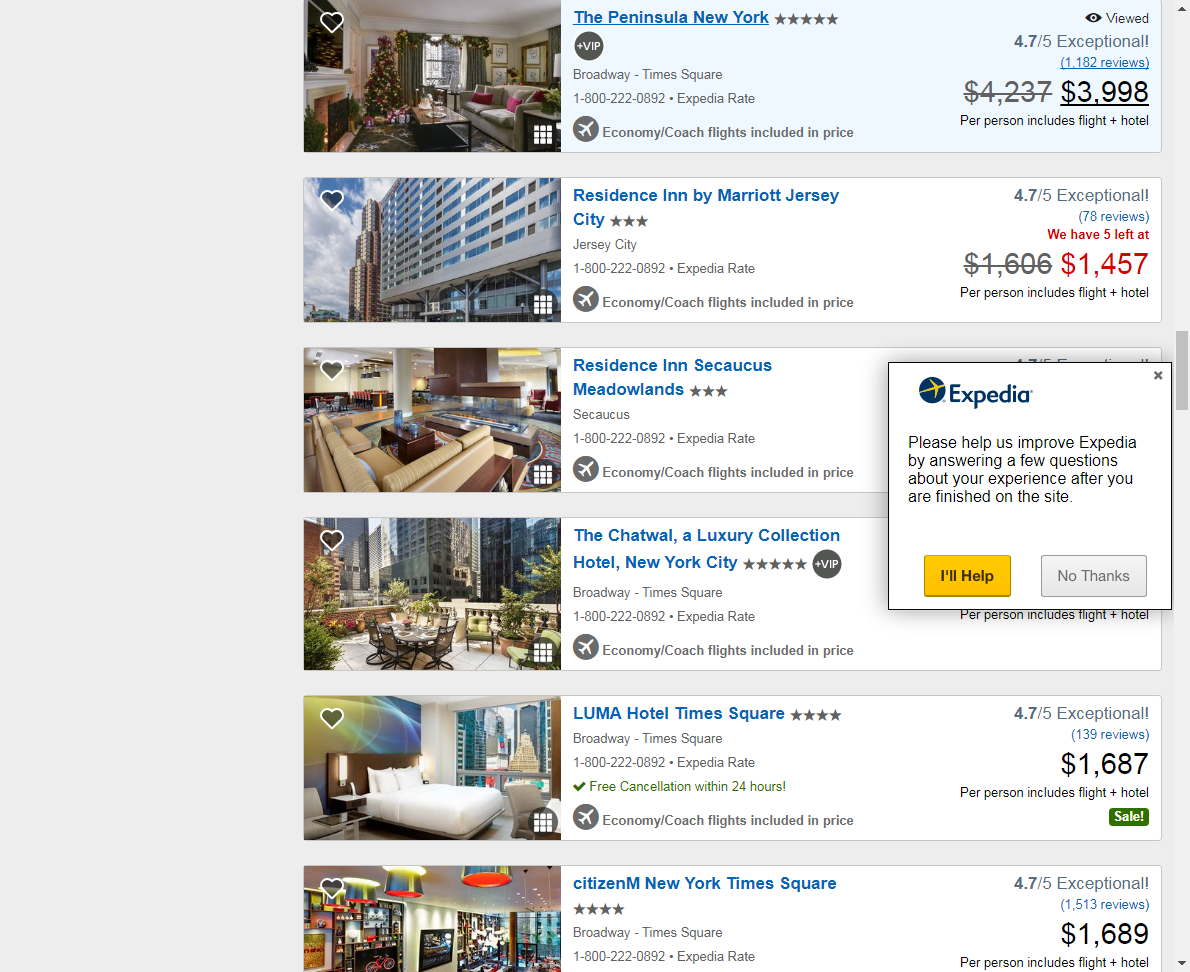 The Peninsula New York
Viewed
+VIP
4.7/5 Exceptional!
(1,182 reviews)
Broadway - Times Square
$4,237 $3,998
1-800-222-0892 • Expedia Rate
Per person includes flight + hotel
Economy/Coach flights included in price
Residence Inn by Marriott Jersey
City
4.7/5 Exceptional!
(78 reviews)
We have 5 left at
Jersey City
$1,606 $1,457
1-800-222-0892 • Expedia Rate
Per person includes flight + hotel
Economy/Coach flights included in price
Residence Inn Secaucus
Meadowlands
4.7/5 Exceptional!
Secaucus
1-800-222-0892 • Expedia Rate
Economy/Coach flights included in price
Expedia
Please help us improve Expedia
by answering a few questions
about your experience after you
are finished on the site.
I'll Help
No Thanks
The Chatwal, a Luxury Collection
Hotel, New York City
+VIP
Broadway - Times Square
1-800-222-0892 • Expedia Rate
Per person includes flight + hotel
Economy/Coach flights included in price
LUMA Hotel Times Square
4.7/5 Exceptional!
(139 reviews)
Broadway - Times Square
$1,687
1-800-222-0892 • Expedia Rate
Free Cancellation within 24 hours!
Per person includes flight + hotel
Sale!
Economy/Coach flights included in price
citizenM New York Times Square
4.7/5 Exceptional!
(1,513 reviews)
Broadway - Times Square
$1,689
1-800-222-0892 • Expedia Rate
Per person includes flight + hotel